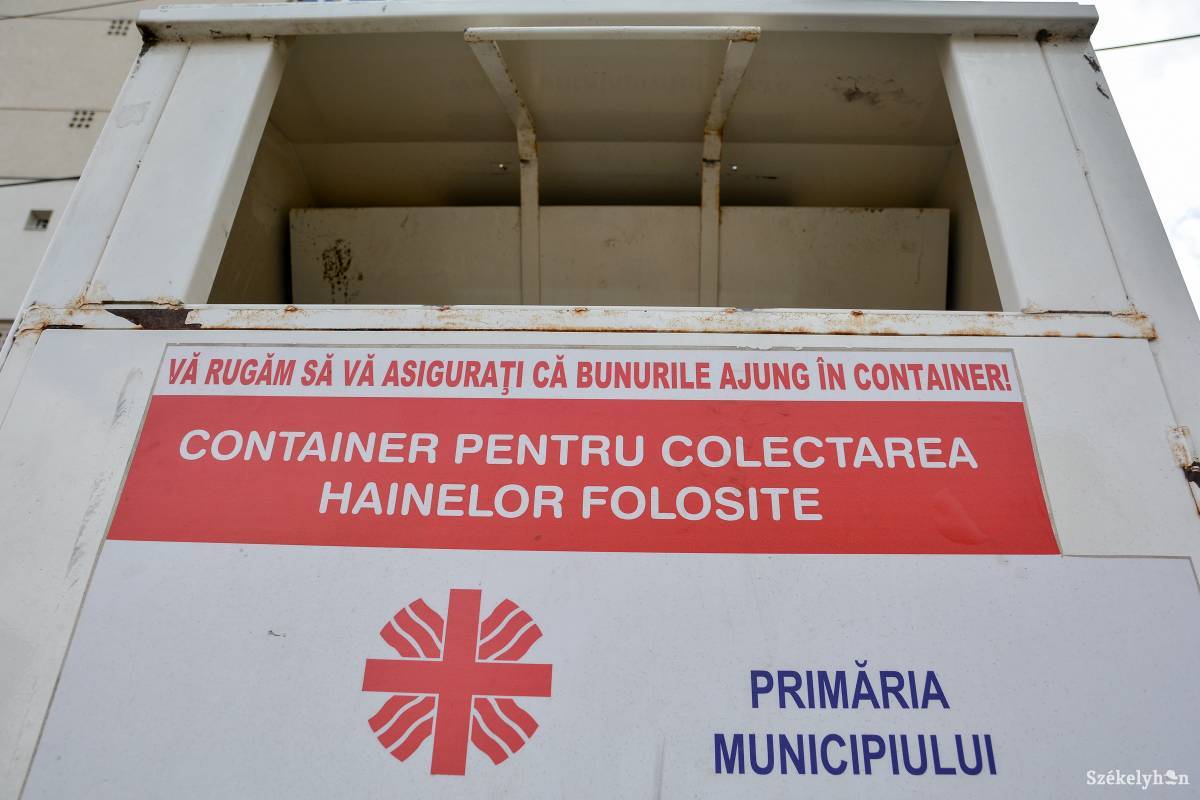 VĂ RUGĂM SĂ VĂ ASIGURAȚI CĂ BUNURILE AJUNG ÎN CONTAINER!
CONTAINER PENTRU COLECTAREA
HAINELOR FOLOSITE
PRIMĂRIA
MUNICIPIULUI
Székelyhon